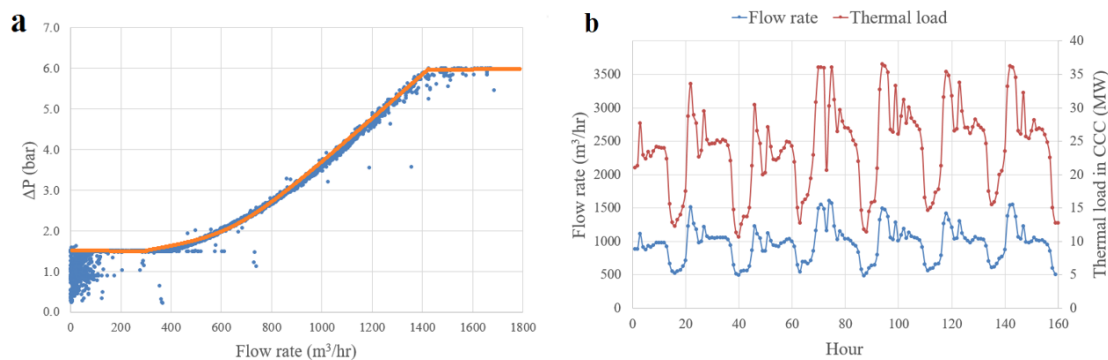 a
7.0
6.0
5.0
4.0
3.0
2.0
1.0
0.0
ΔP (bar)
0 200 400 600 800 1000 1200 1400 1600 1800
Flow rate (m³/hr)
b
Flow rate Thermal load
3500
3000
2500
2000
1500
1000
500
0
Flow rate (m³/hr)
40
35
30
25
20
15
10
5
0
Thermal load in CCC (MW)
0 20 40 60 80 100 120 140 160
Hour